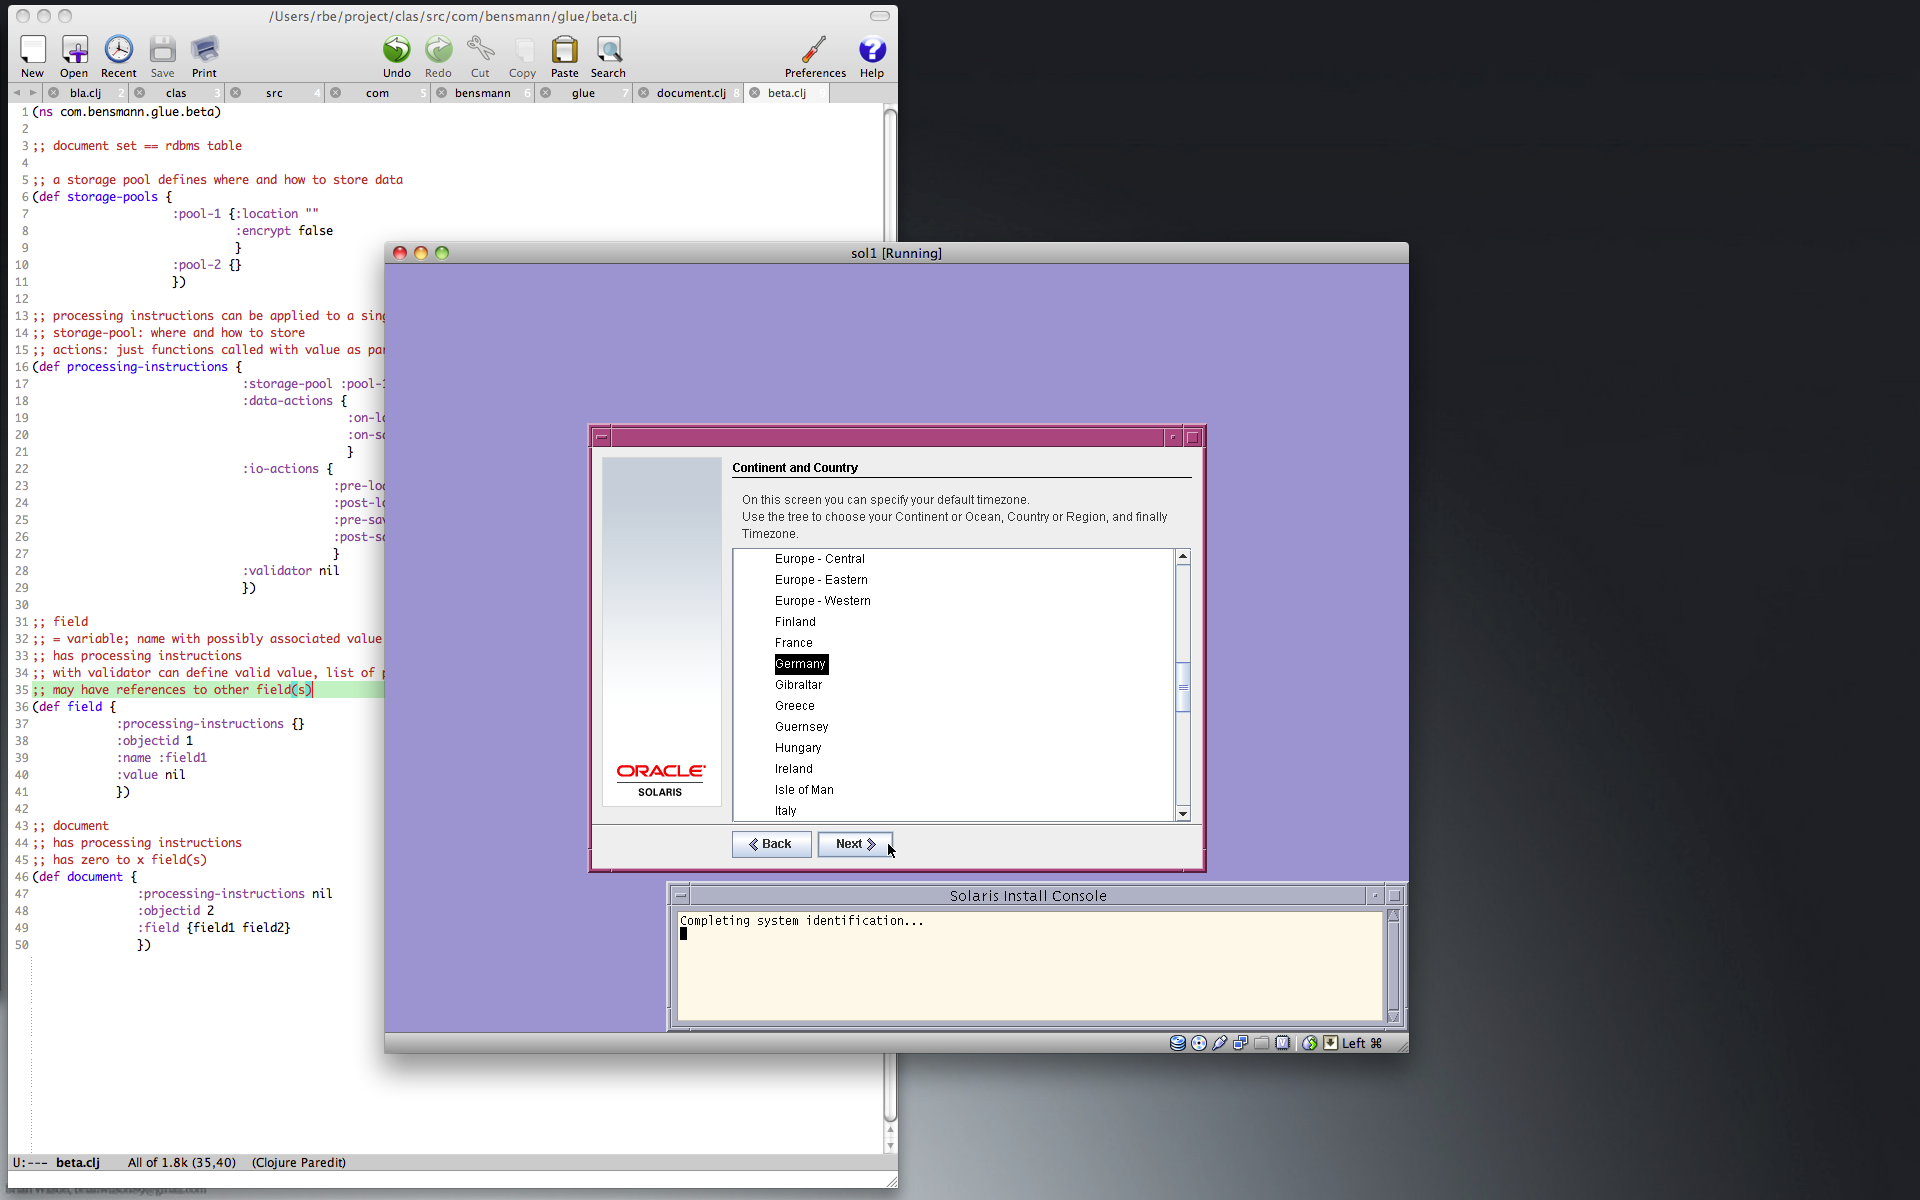 /Users/rbe/project/clas/src/com/bensmann/glue/beta.clj
New Open Recent Save Print Undo Redo Cut Copy Paste Search Preferences Help
bla.clj 2 clas 3 src 4 com 5 bensmann 6 glue 7 document.clj 8 beta.clj 9
1 (ns com.bensmann.glue.beta)
2
3 ;; document set == rdbms table
4
5 ;; a storage pool defines where and how to store data
6 (def storage-pools {
7 :pool-1 {:location ""
8 :encrypt false
9 }
10 :pool-2 {}
11 })
12
13 ;; processing instructions can be applied to a sing
14 ;; storage-pool: where and how to store
15 ;; actions: just functions called with value as par
16 (def processing-instructions {
17 :storage-pool :pool-1
18 :data-actions {
19 :on-lo
20 :on-sa
21 }
22 :io-actions {
23 :pre-loa
24 :post-lo
25 :pre-sav
26 :post-sa
27 }
28 :validator nil
29 })
30
31 ;; field
32 ;; = variable; name with possibly associated value
33 ;; has processing instructions
34 ;; with validator can define valid value, list of p
35 ;; may have references to other field(s)
36 (def field {
37 :processing-instructions {}
38 :objectid 1
39 :name :field1
40 :value nil
41 })
42
43 ;; document
44 ;; has processing instructions
45 ;; has zero to x field(s)
46 (def document {
47 :processing-instructions nil
48 :objectid 2
49 :field {field1 field2}
50 })
U:--- beta.clj All of 1.8k (35,40) (Clojure Paredit)
sol1 [Running]
Continent and Country
On this screen you can specify your default timezone.
Use the tree to choose your Continent or Ocean, Country or Region, and finally
Timezone.
Europe - Central
Europe - Eastern
Europe - Western
Finland
France
Germany
Gibraltar
Greece
Guernsey
Hungary
Ireland
Isle of Man
Italy
ORACLE
SOLARIS
Back Next
Solaris Install Console
Completing system identification...
Left ⌘